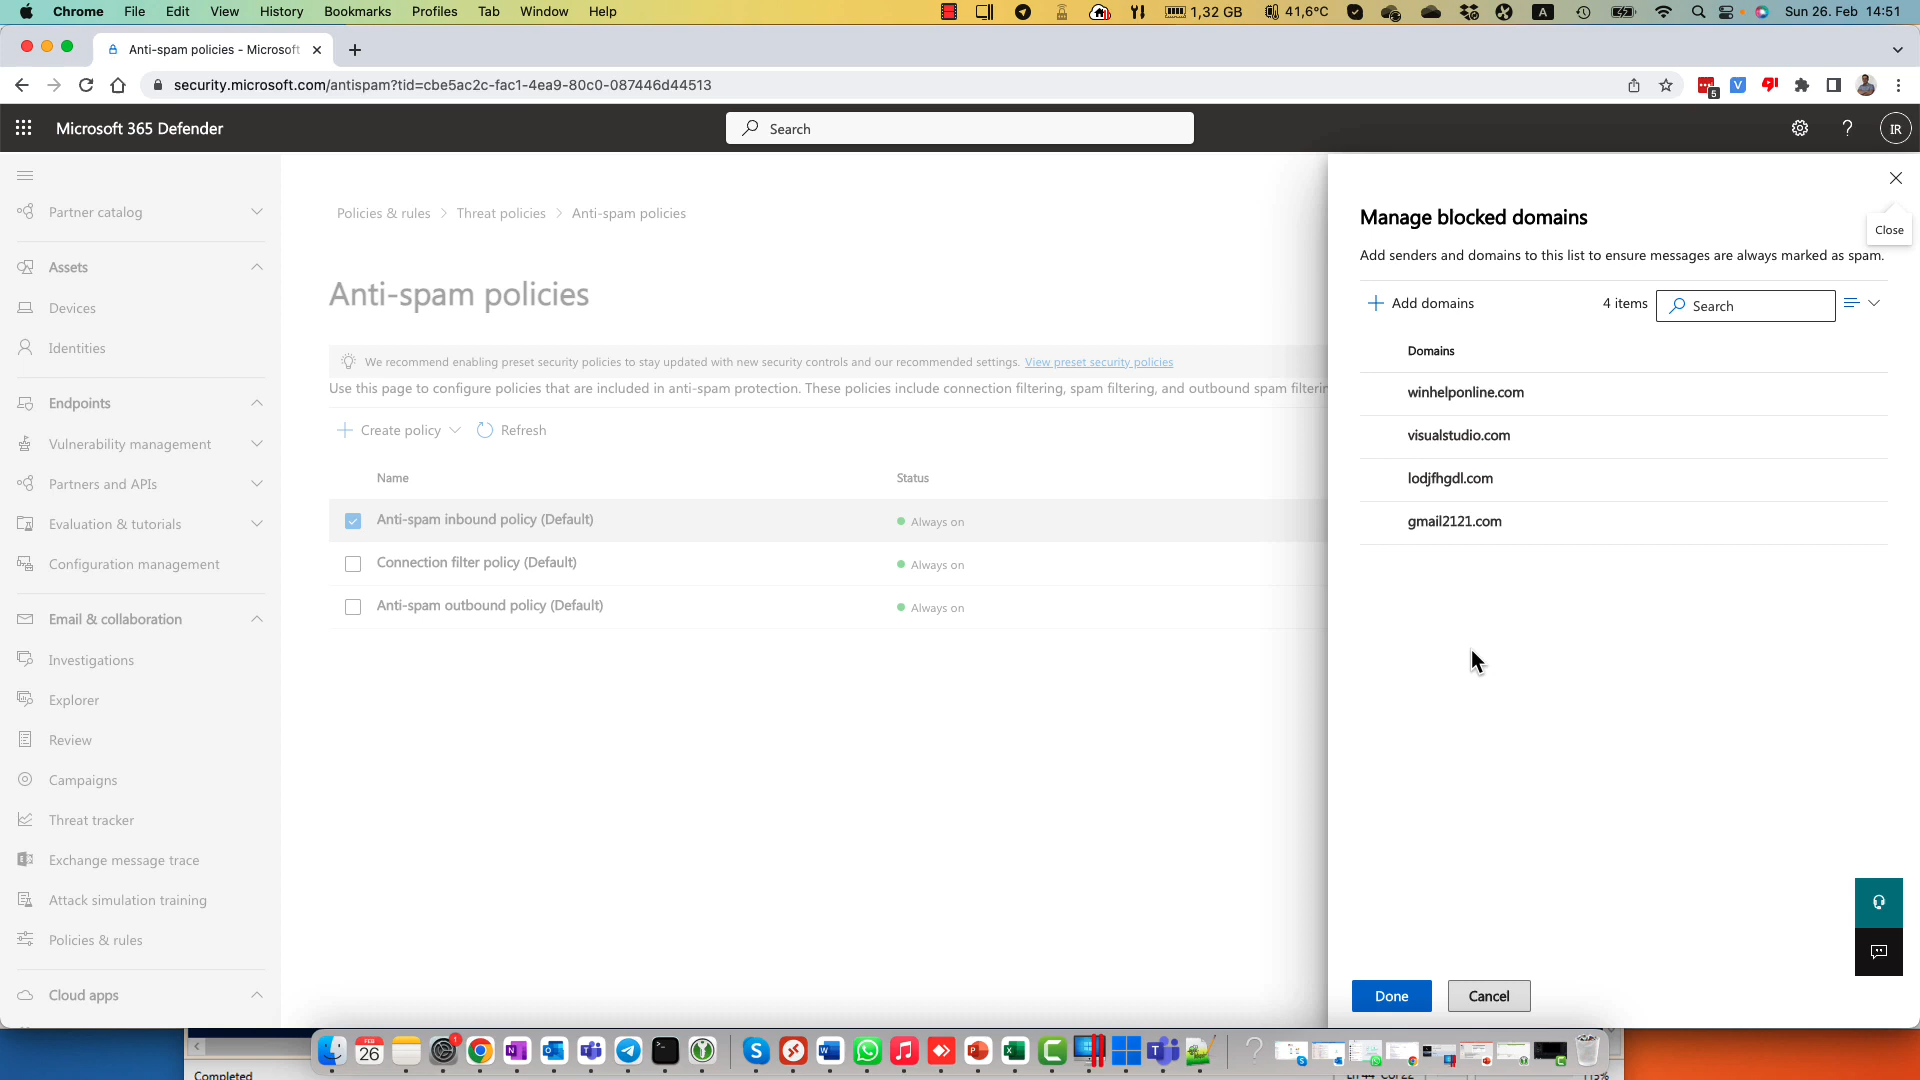 Chrome File Edit View History Bookmarks Profiles Tab Window Help 1,32 GB 41,6°C A Sun 26. Feb 14:51
Anti-spam policies - Microsoft
security.microsoft.com/antispam?tid=cbe5ac2c-fac1-4ea9-80c0-087446d44513
5
V
Microsoft 365 Defender
Search
?
IR
Partner catalog
Assets
Devices
Identities
Endpoints
Vulnerability management
Partners and APIs
Evaluation & tutorials
Configuration management
Email & collaboration
Investigations
Explorer
Review
Campaigns
Threat tracker
Exchange message trace
Attack simulation training
Policies & rules
Cloud apps
Policies & rules > Threat policies > Anti-spam policies
Anti-spam policies
We recommend enabling preset security policies to stay updated with new security controls and our recommended settings. View preset security policies
Use this page to configure policies that are included in anti-spam protection. These policies include connection filtering, spam filtering, and outbound spam filterin
Create policy
Refresh
Name Status
Anti-spam inbound policy (Default) Always on
Connection filter policy (Default) Always on
Anti-spam outbound policy (Default) Always on
Manage blocked domains
Close
Add senders and domains to this list to ensure messages are always marked as spam.
Add domains
4 items
Search
Domains
winhelponline.com
visualstudio.com
lodjfhgdl.com
gmail2121.com
Done
Cancel
FEB
26
1
Completed